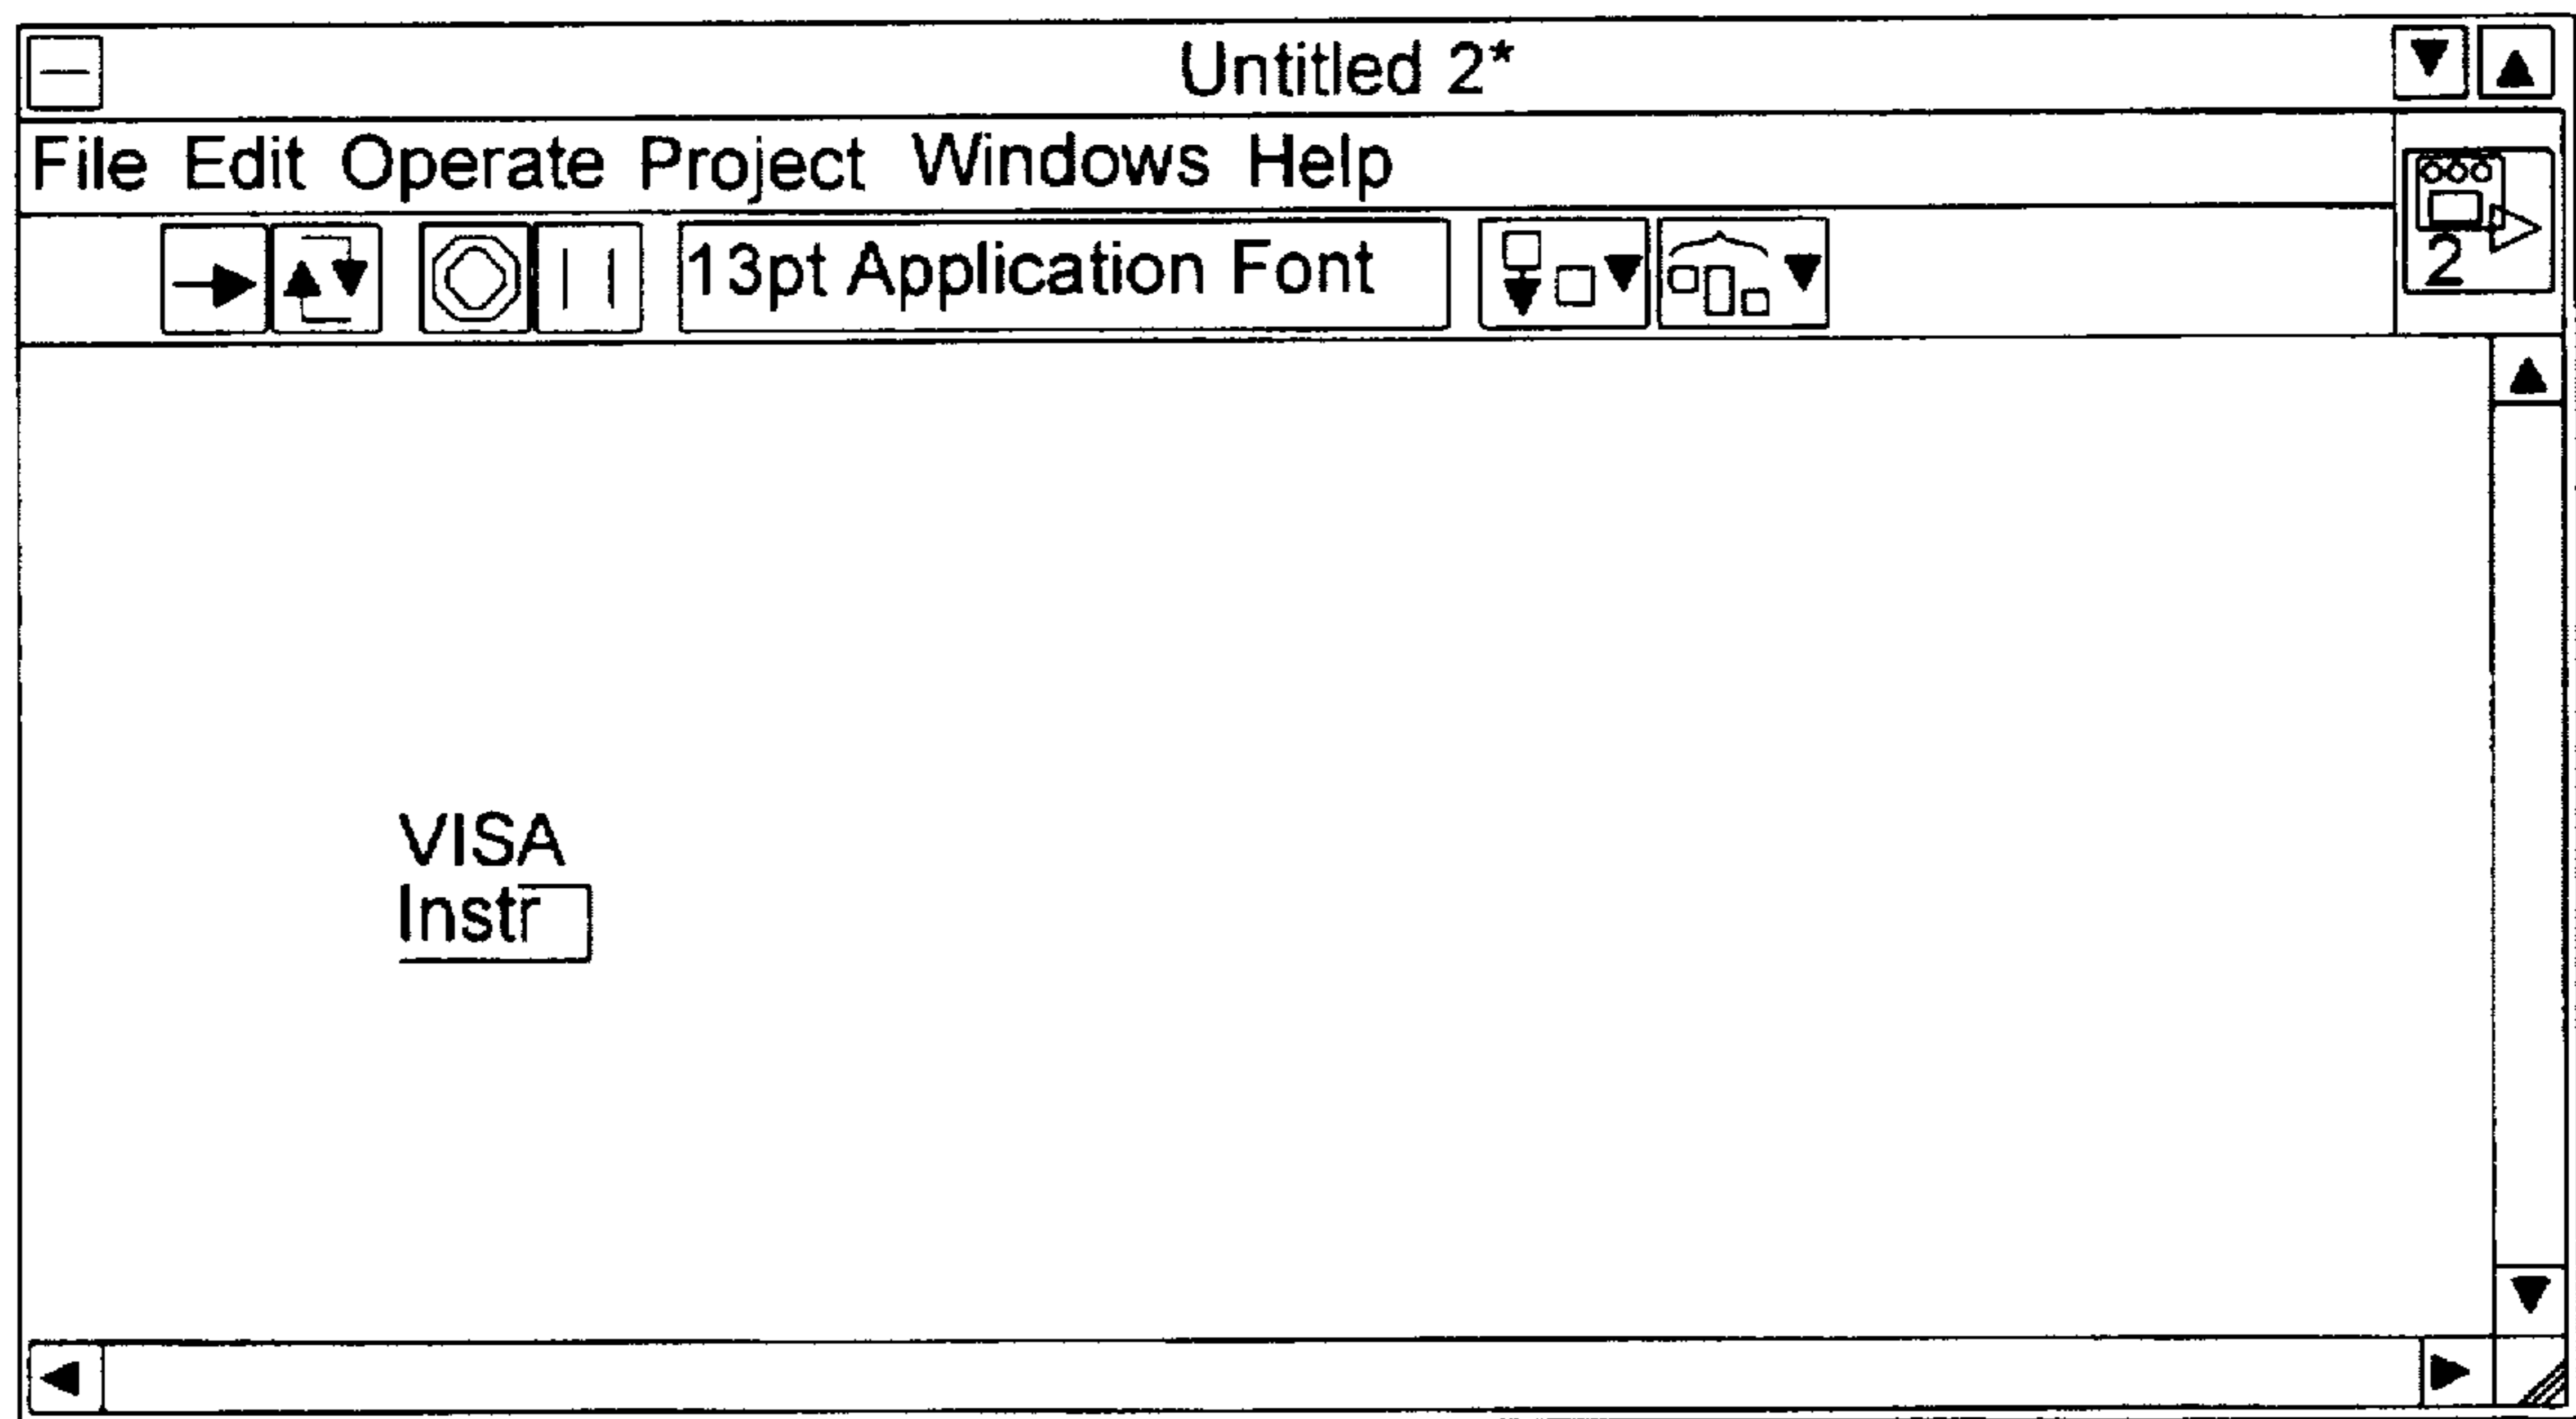 Untitled 2*
File Edit Operate Project Windows Help
13pt Application Font
2
VISA
Instr